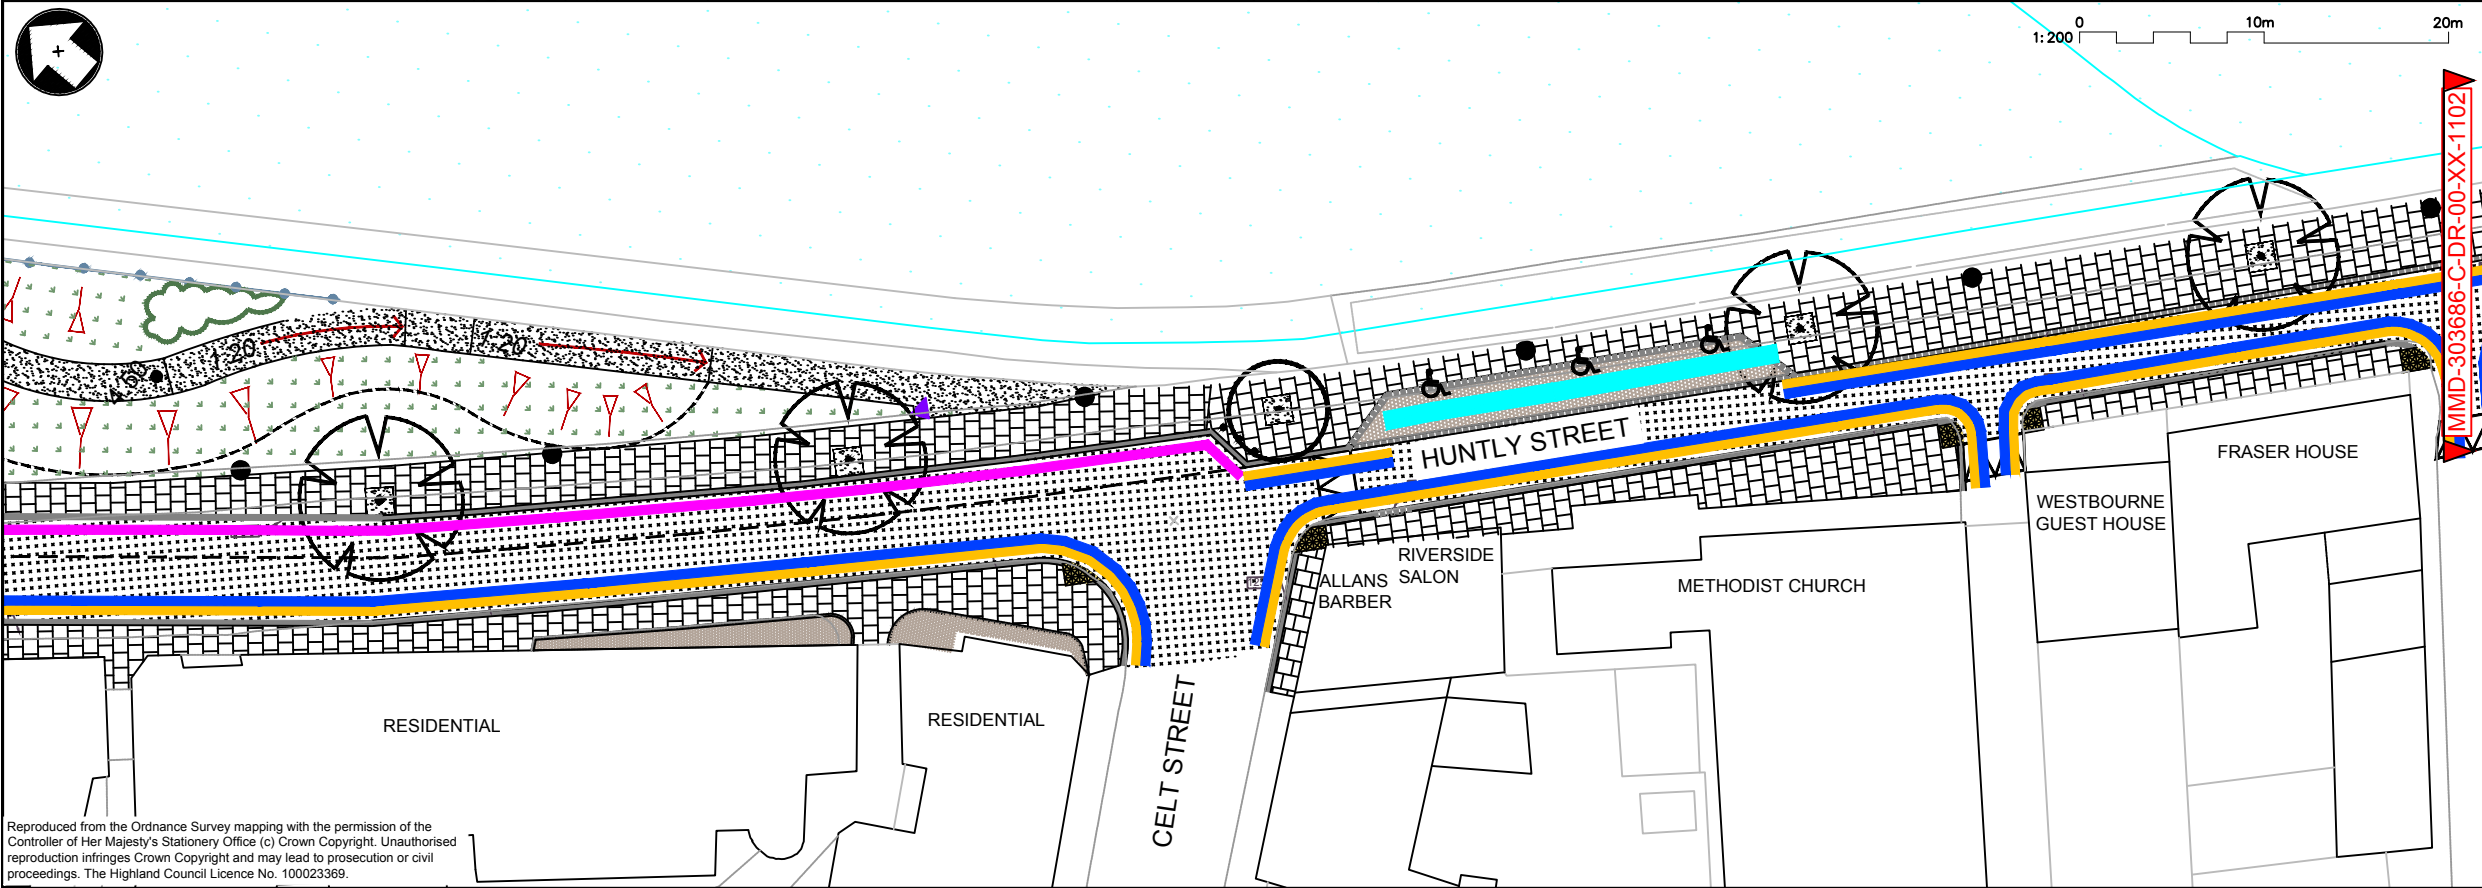 0 10m 20m
1:200
MMD-303686-C-DR-00-XX-1102
1:20
1:20
4.60
HUNTLY STREET
FRASER HOUSE
WESTBOURNE
GUEST HOUSE
RIVERSIDE
SALON
ALLANS
BARBER
METHODIST CHURCH
RESIDENTIAL
RESIDENTIAL
CELT STREET
Reproduced from the Ordnance Survey mapping with the permission of the
Controller of Her Majesty's Stationery Office (c) Crown Copyright. Unauthorised
reproduction infringes Crown Copyright and may lead to prosecution or civil
proceedings. The Highland Council Licence No. 100023369.